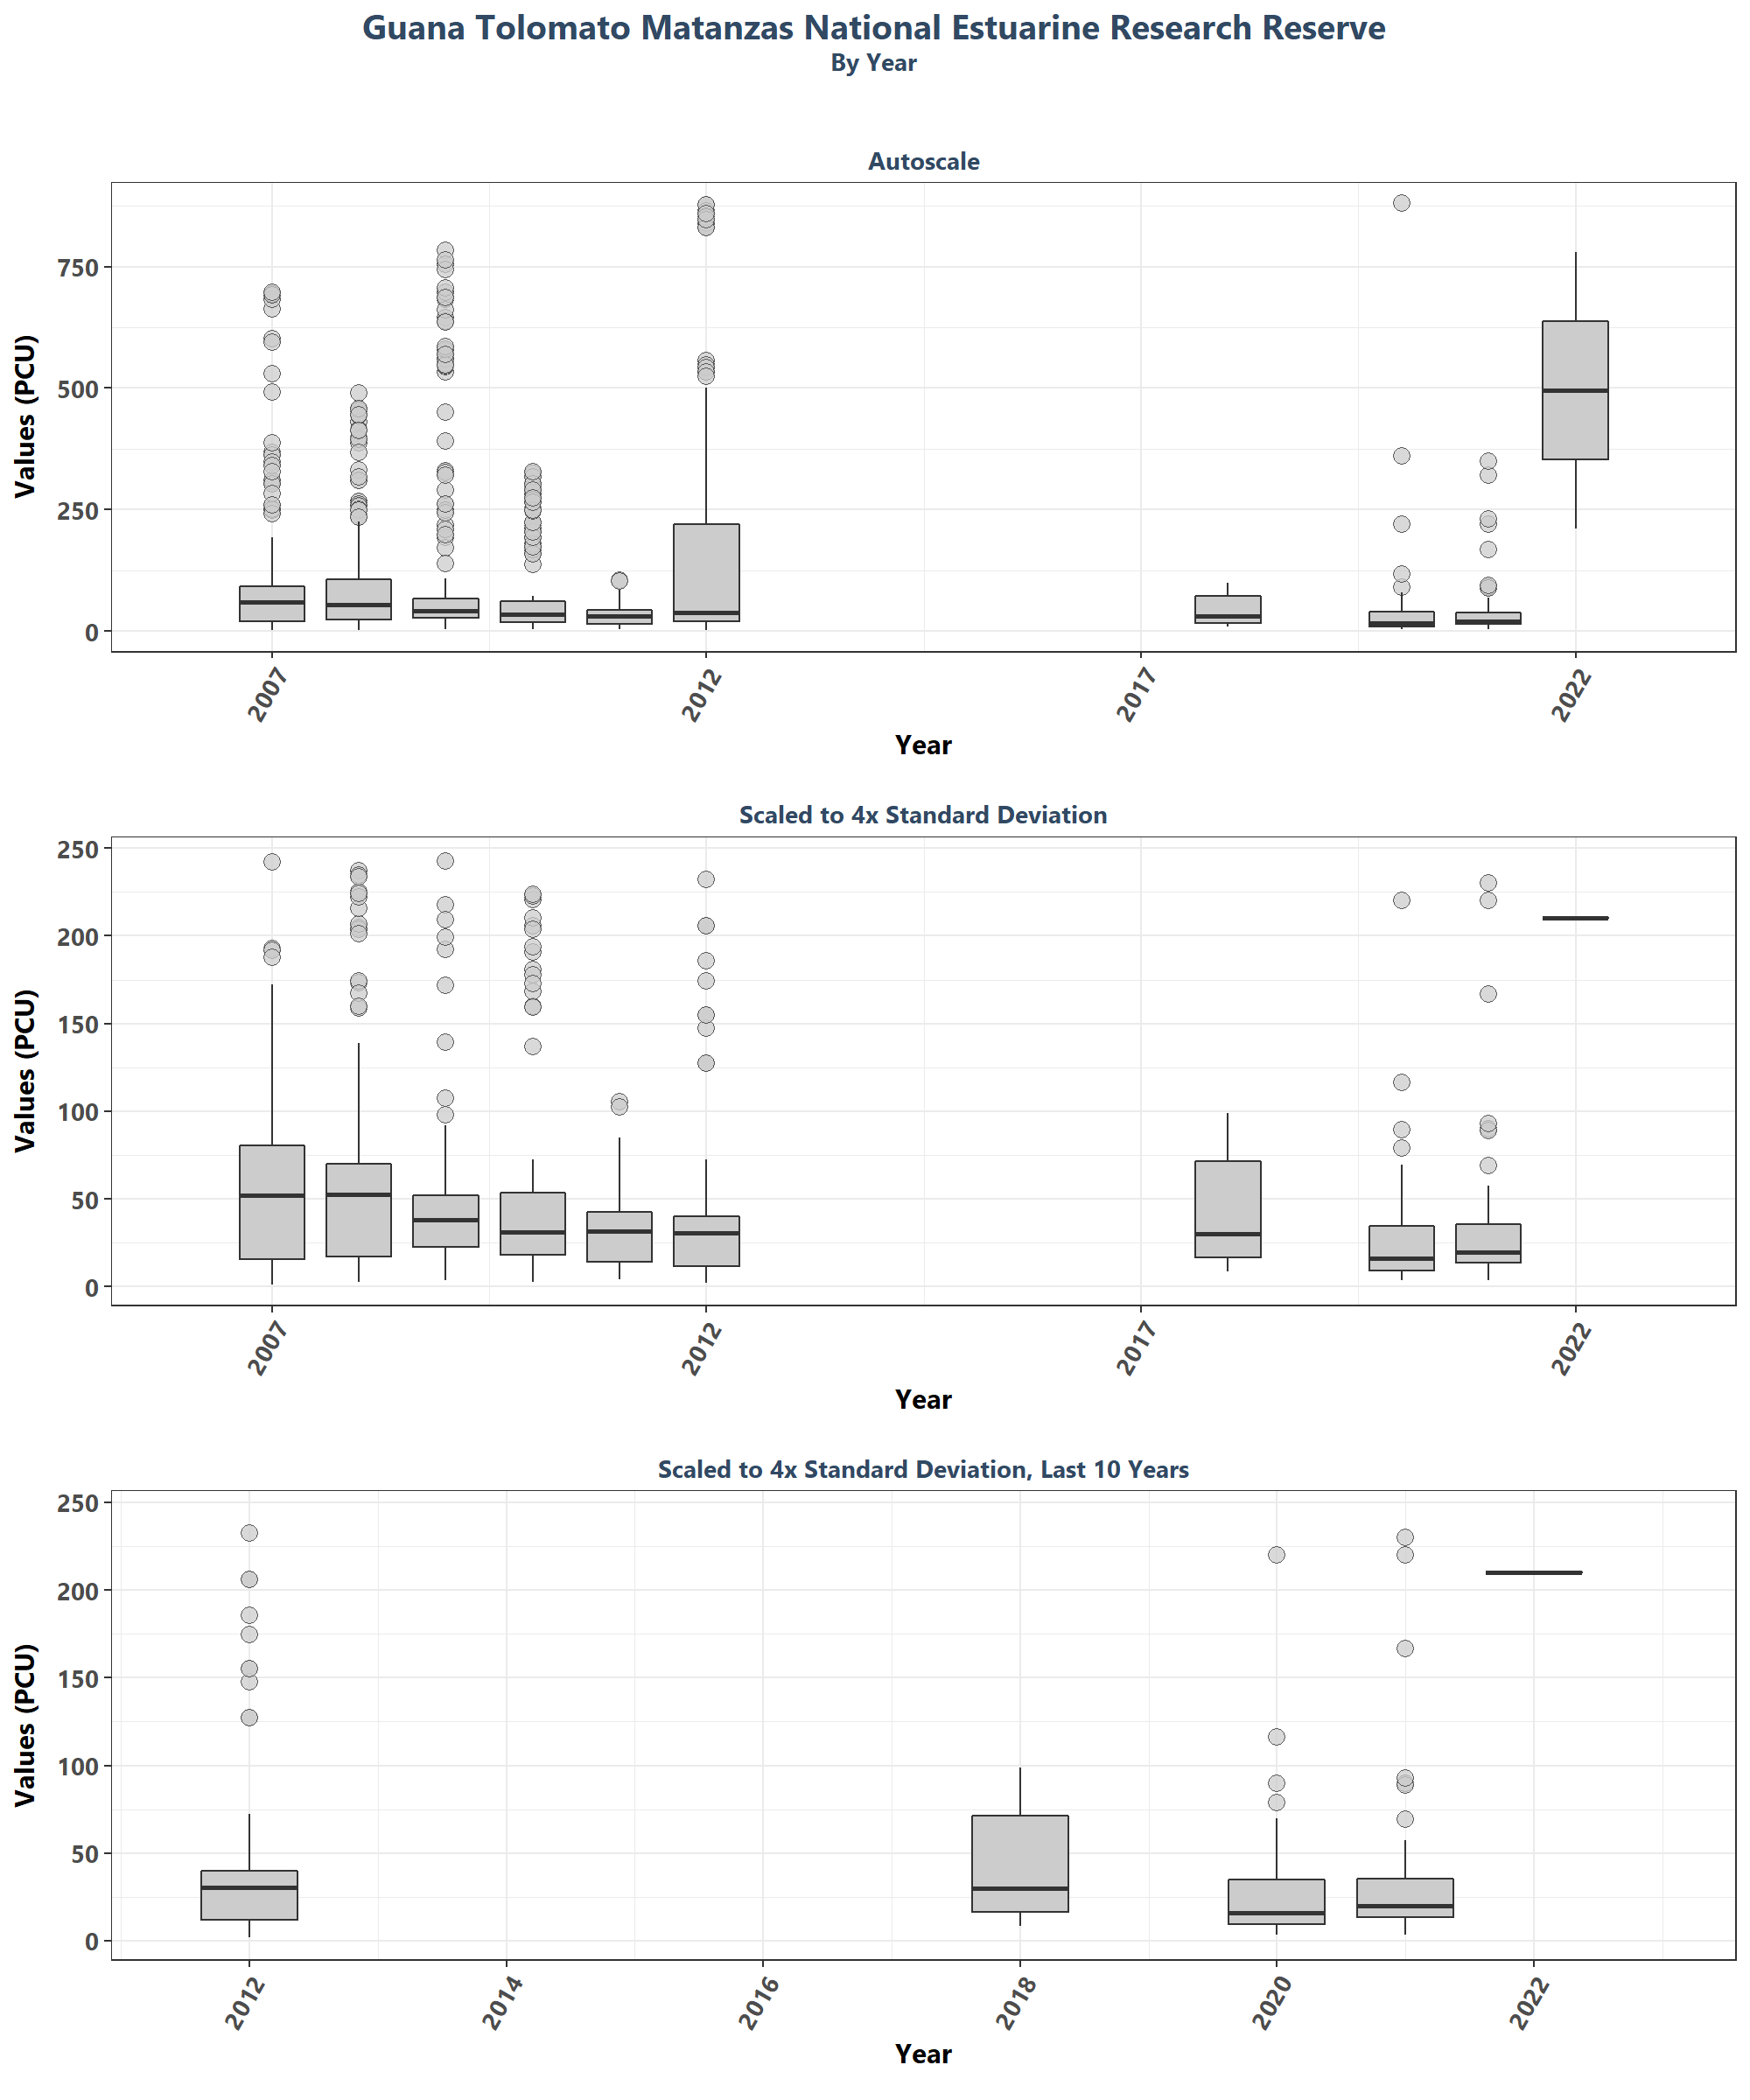 Guana Tolomato Matanzas National Estuarine Research Reserve
By Year
Autoscale
Values (PCU)
750
500
250
0
2007
2012
2017
2022
Year
Scaled to 4x Standard Deviation
Values (PCU)
250
200
150
100
50
0
2007
2012
2017
2022
Year
Scaled to 4x Standard Deviation, Last 10 Years
Values (PCU)
250
200
150
100
50
0
2012
2014
2016
2018
2020
2022
Year